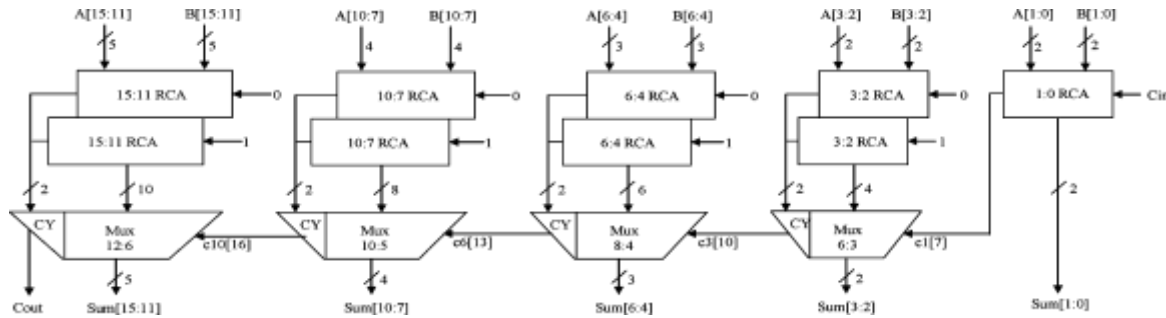 A[15:11] B[15:11] A[10:7] B[10:7] A[6:4] B[6:4] A[3:2] B[3:2] A[1:0] B[1:0]
5 5 4 4 3 3 2 2 2 2
15:11 RCA 0 10:7 RCA 0 6:4 RCA 0 3:2 RCA 0 1:0 RCA Cin
15:11 RCA 1 10:7 RCA 1 6:4 RCA 1 3:2 RCA 1
2 10 2 8 2 6 2 4 2
CY Mux CY Mux CY Mux CY Mux
12:6 c10[16] 10:5 c6[13] 8:4 c3[10] 6:3 c1[7]
5 4 3 2
Cout Sum[15:11] Sum[10:7] Sum[6:4] Sum[3:2] Sum[1:0]